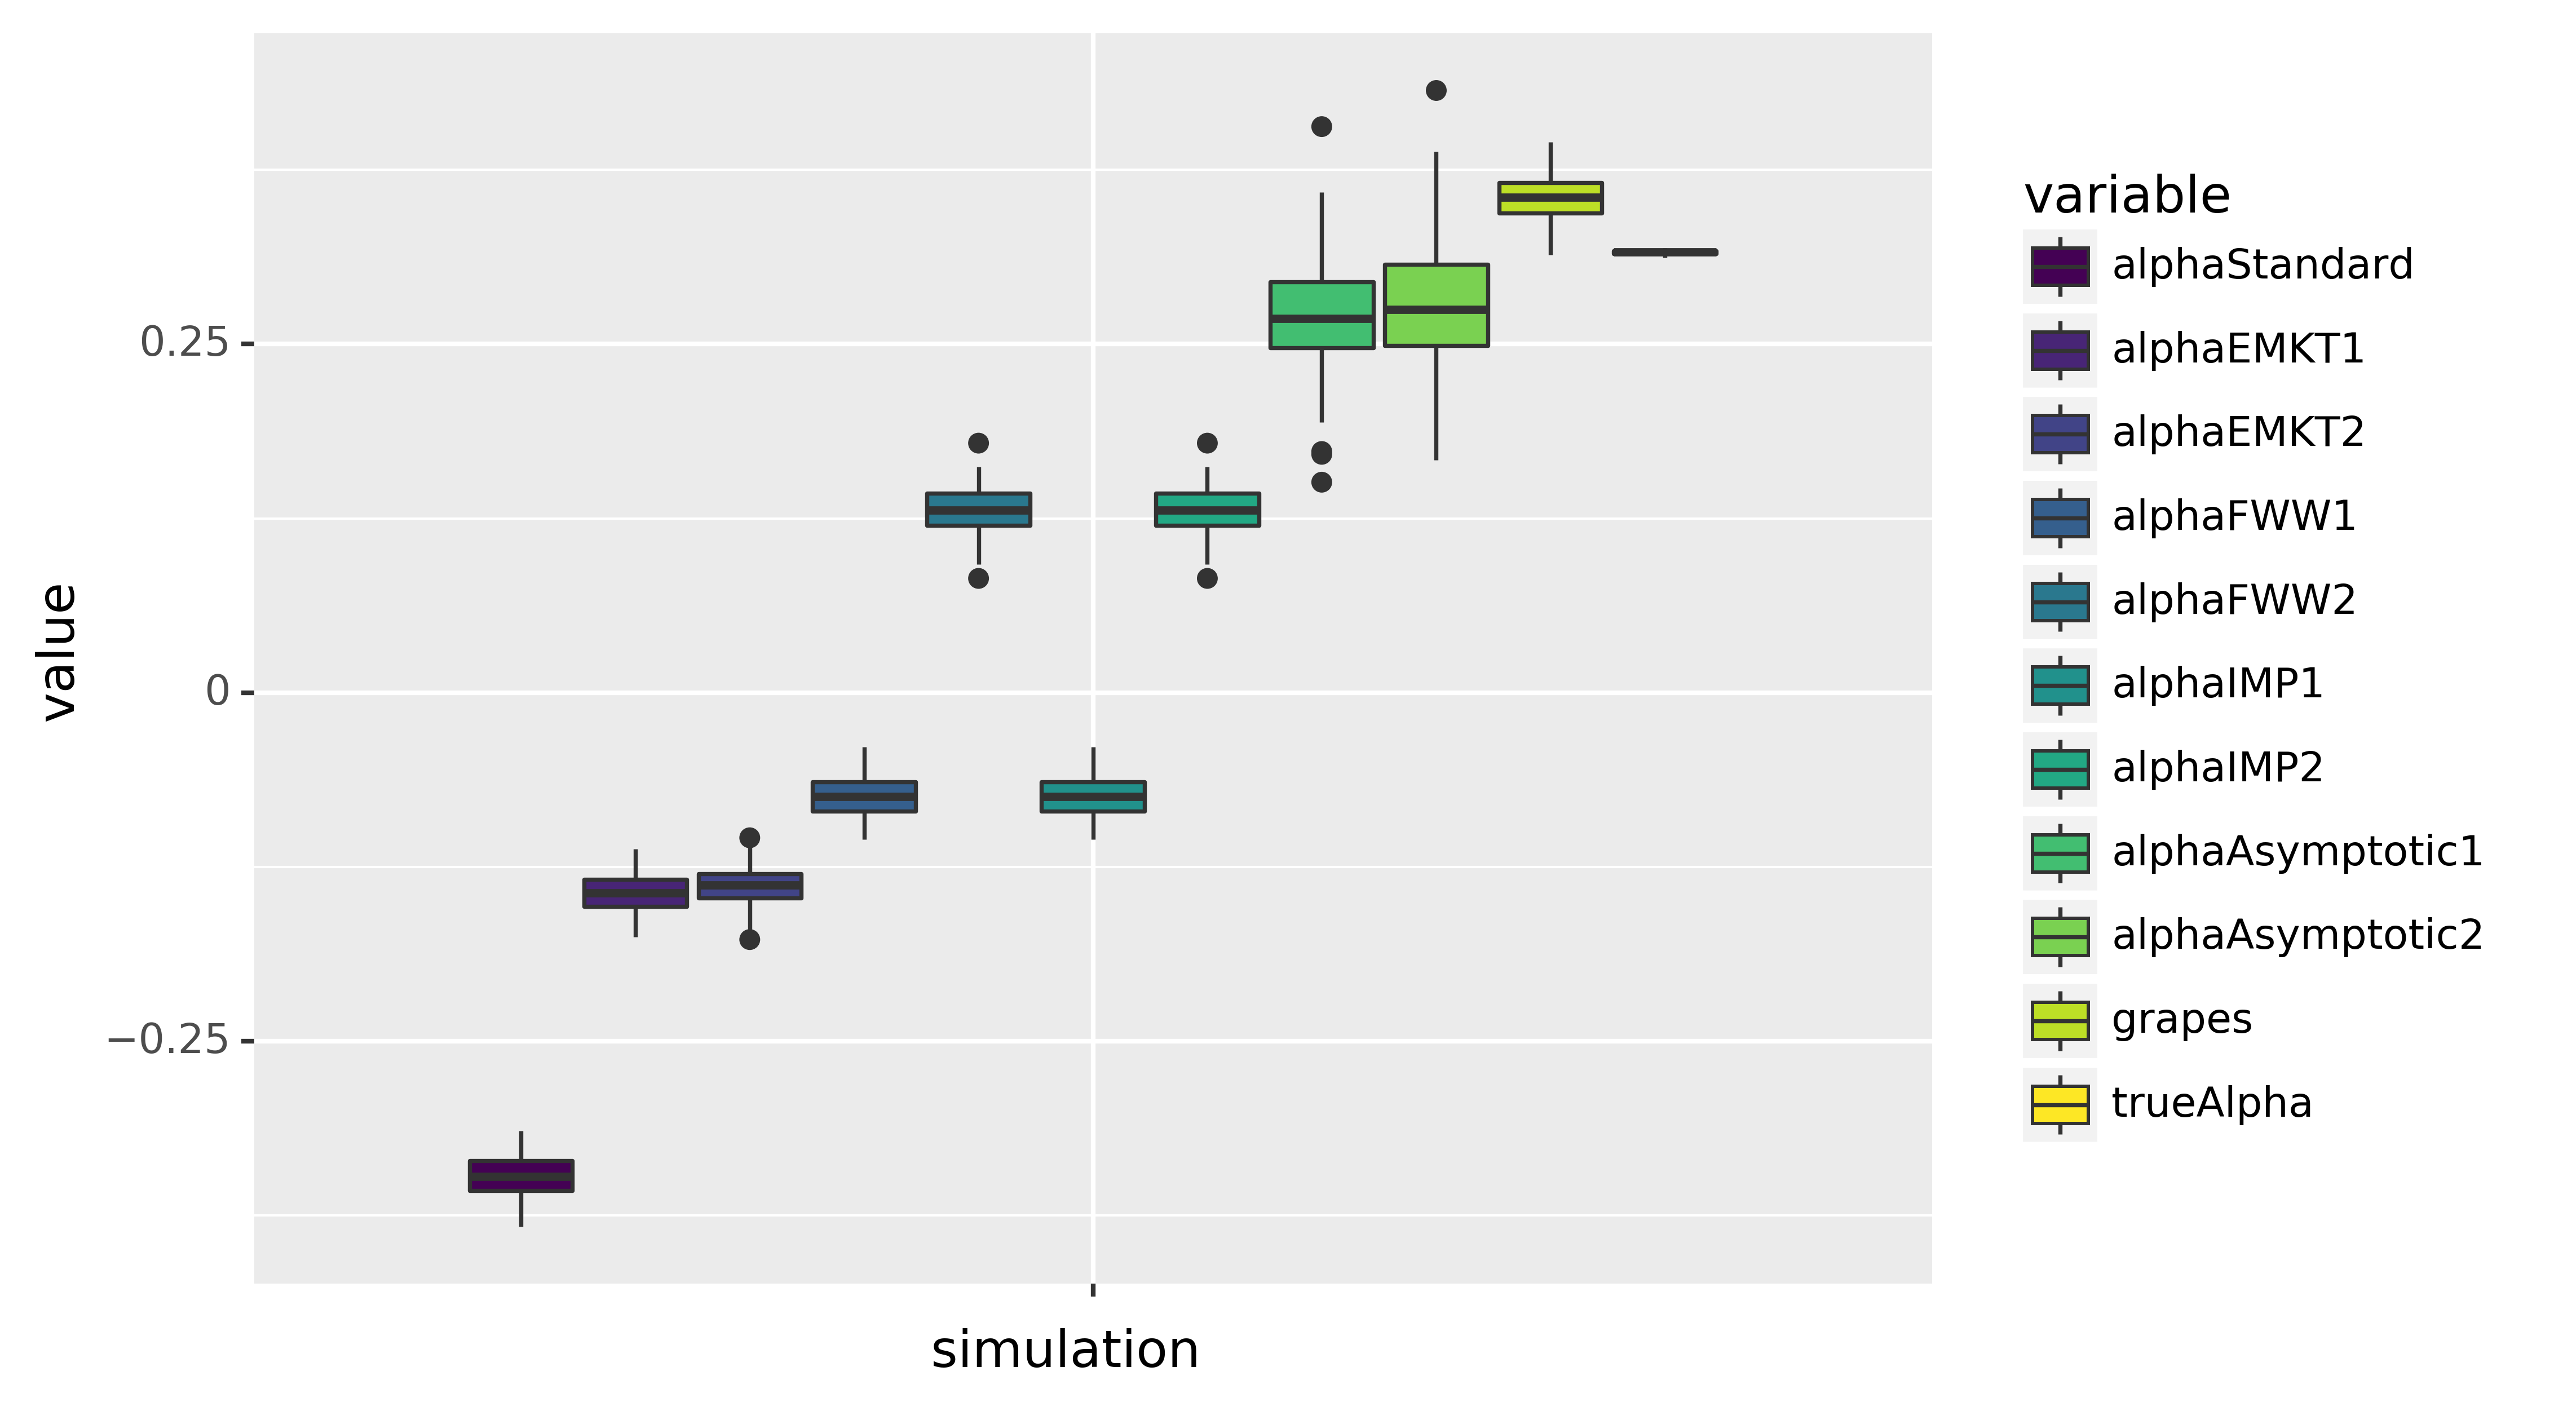 value
0.25
0
−0.25
simulation
variable
alphaStandard
alphaEMKT1
alphaEMKT2
alphaFWW1
alphaFWW2
alphaIMP1
alphaIMP2
alphaAsymptotic1
alphaAsymptotic2
grapes
trueAlpha